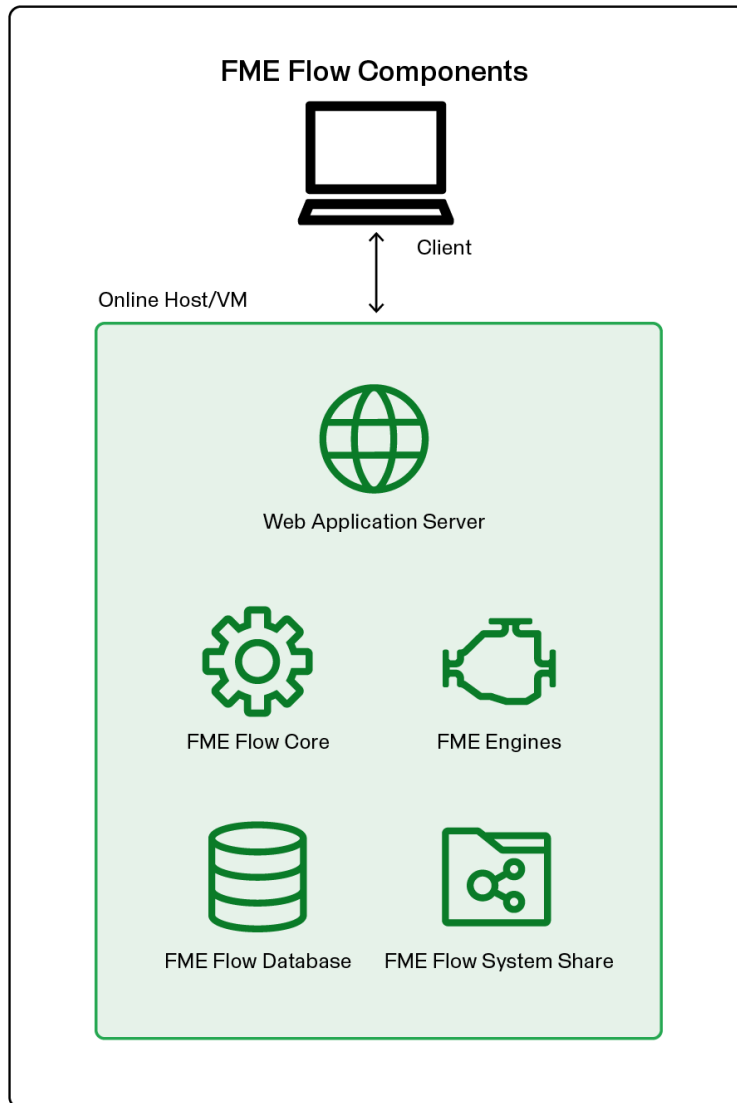 FME Flow Components
Client
Online Host/VM
Web Application Server
FME Flow Core
FME Engines
FME Flow Database
FME Flow System Share